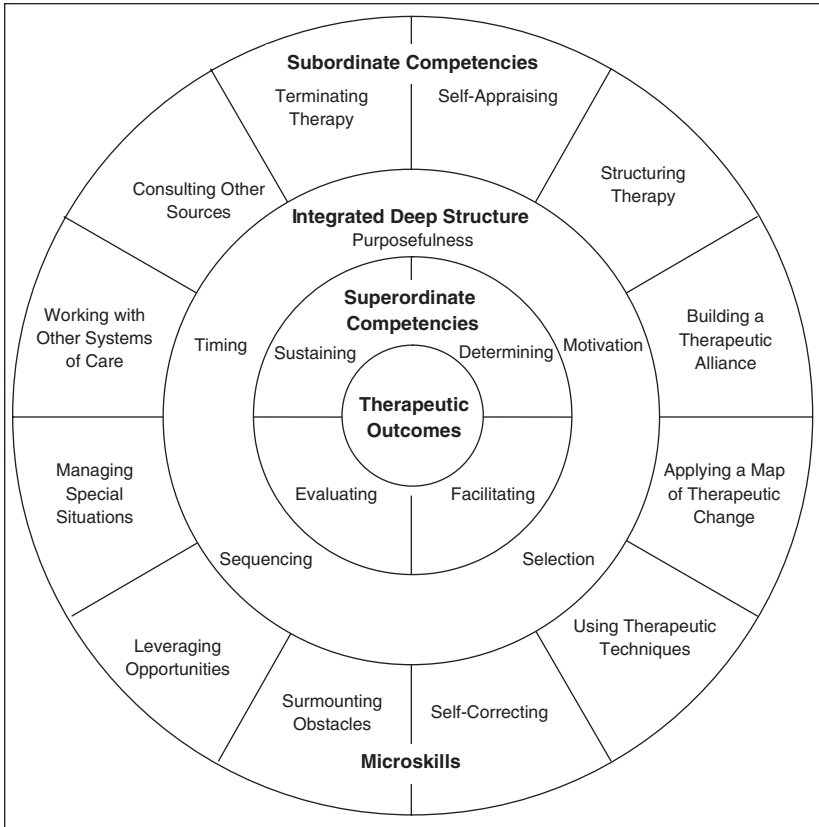 Subordinate Competencies
Terminating
Therapy
Self-Appraising
Structuring
Therapy
Building a
Therapeutic
Alliance
Applying a Map
of Therapeutic
Change
Using Therapeutic
Techniques
Self-Correcting
Surmounting
Obstacles
Microskills
Leveraging
Opportunities
Managing
Special
Situations
Working with
Other Systems
of Care
Consulting Other
Sources
Integrated Deep Structure
Purposefulness
Motivation
Selection
Sequencing
Timing
Superordinate
Competencies
Sustaining
Determining
Facilitating
Evaluating
Therapeutic
Outcomes